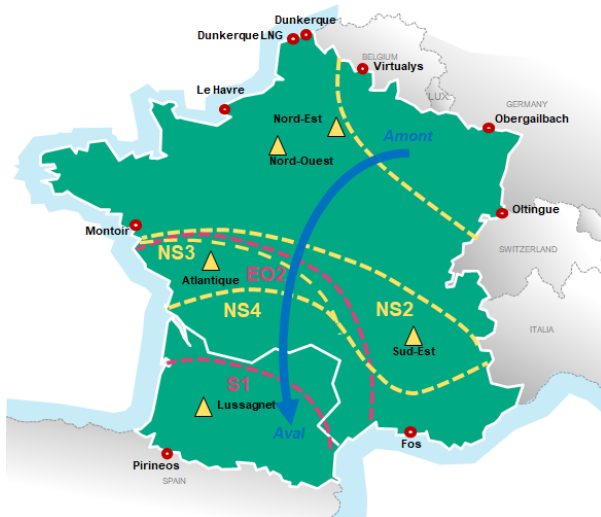 Dunkerque
Dunkerque LNG
BELGIUM
Virtualys
Le Havre
LUX
GERMANY
Nord-Est
Obergailbach
Amont
Nord-Ouest
Oltingue
Montoir
SWITZERLAND
NS3
EO2
Atlantique
NS4
NS2
ITALIA
Sud-Est
S1
Lussagnet
Aval
Fos
Pirineos
SPAIN